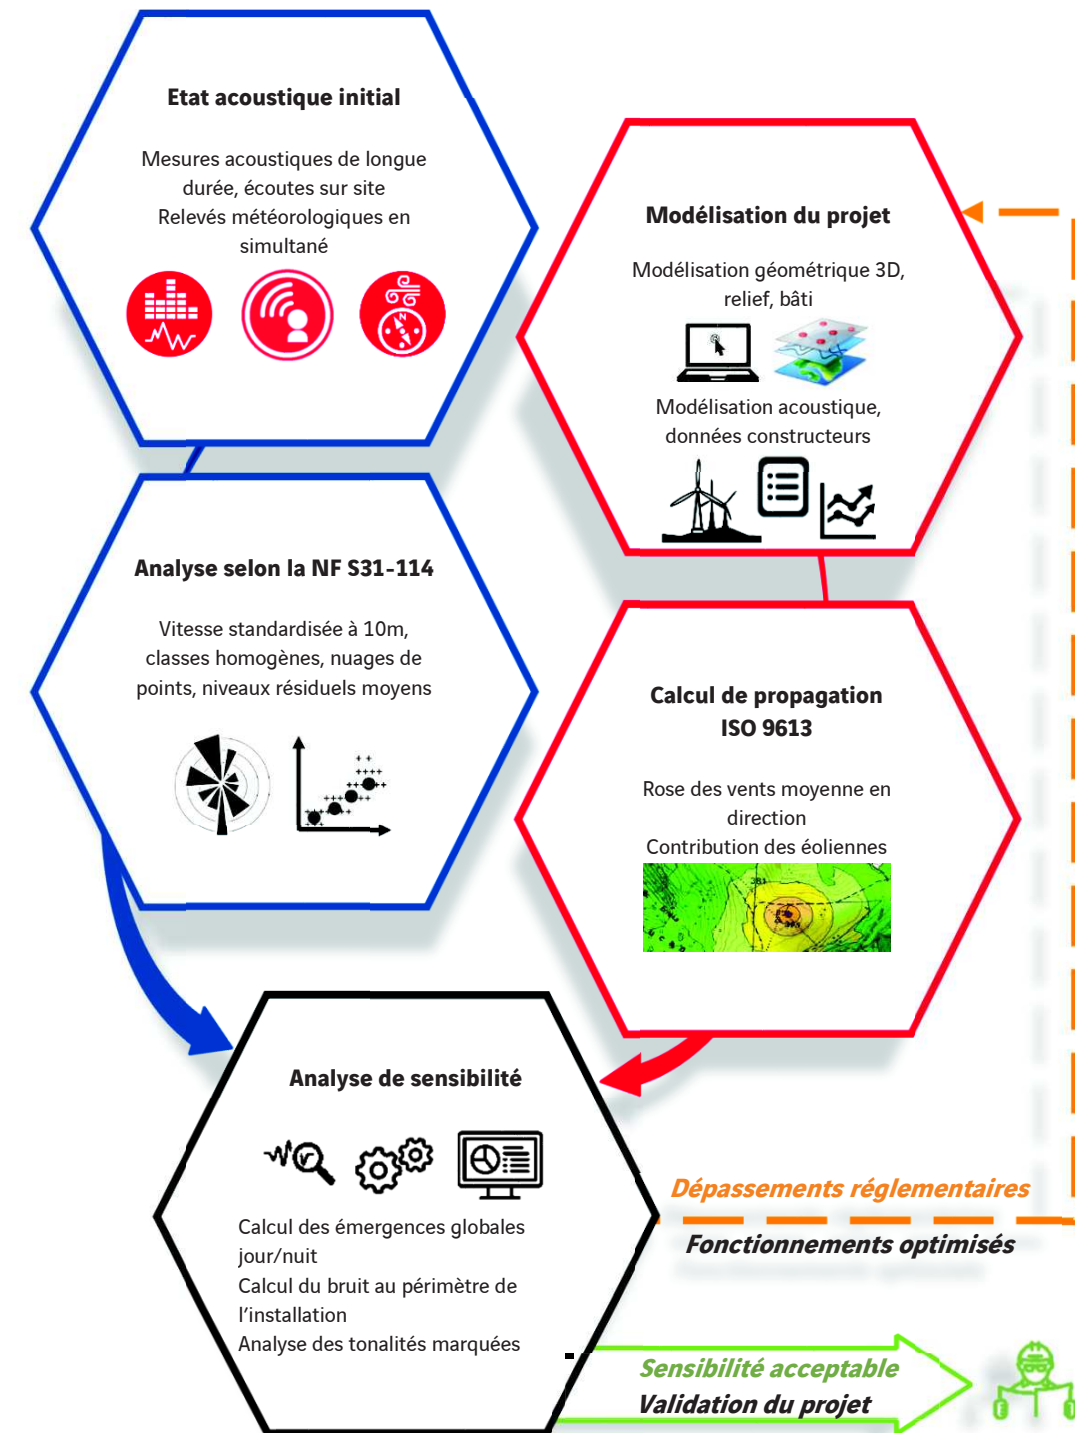 Etat acoustique initial
Mesures acoustiques de longue
durée, écoutes sur site
Relevés météorologiques en
simultané
N
Modélisation du projet
Modélisation géométrique 3D,
relief, bâti
Modélisation acoustique,
données constructeurs
Analyse selon la NF S31-114
Vitesse standardisée à 10m,
classes homogènes, nuages de
points, niveaux résiduels moyens
Calcul de propagation
ISO 9613
Rose des vents moyenne en
direction
Contribution des éoliennes
Analyse de sensibilité
Calcul des émergences globales
jour/nuit
Calcul du bruit au périmètre de
l'installation
Analyse des tonalités marquées
Dépassements réglementaires
Fonctionnements optimisés
Sensibilité acceptable
Validation du projet